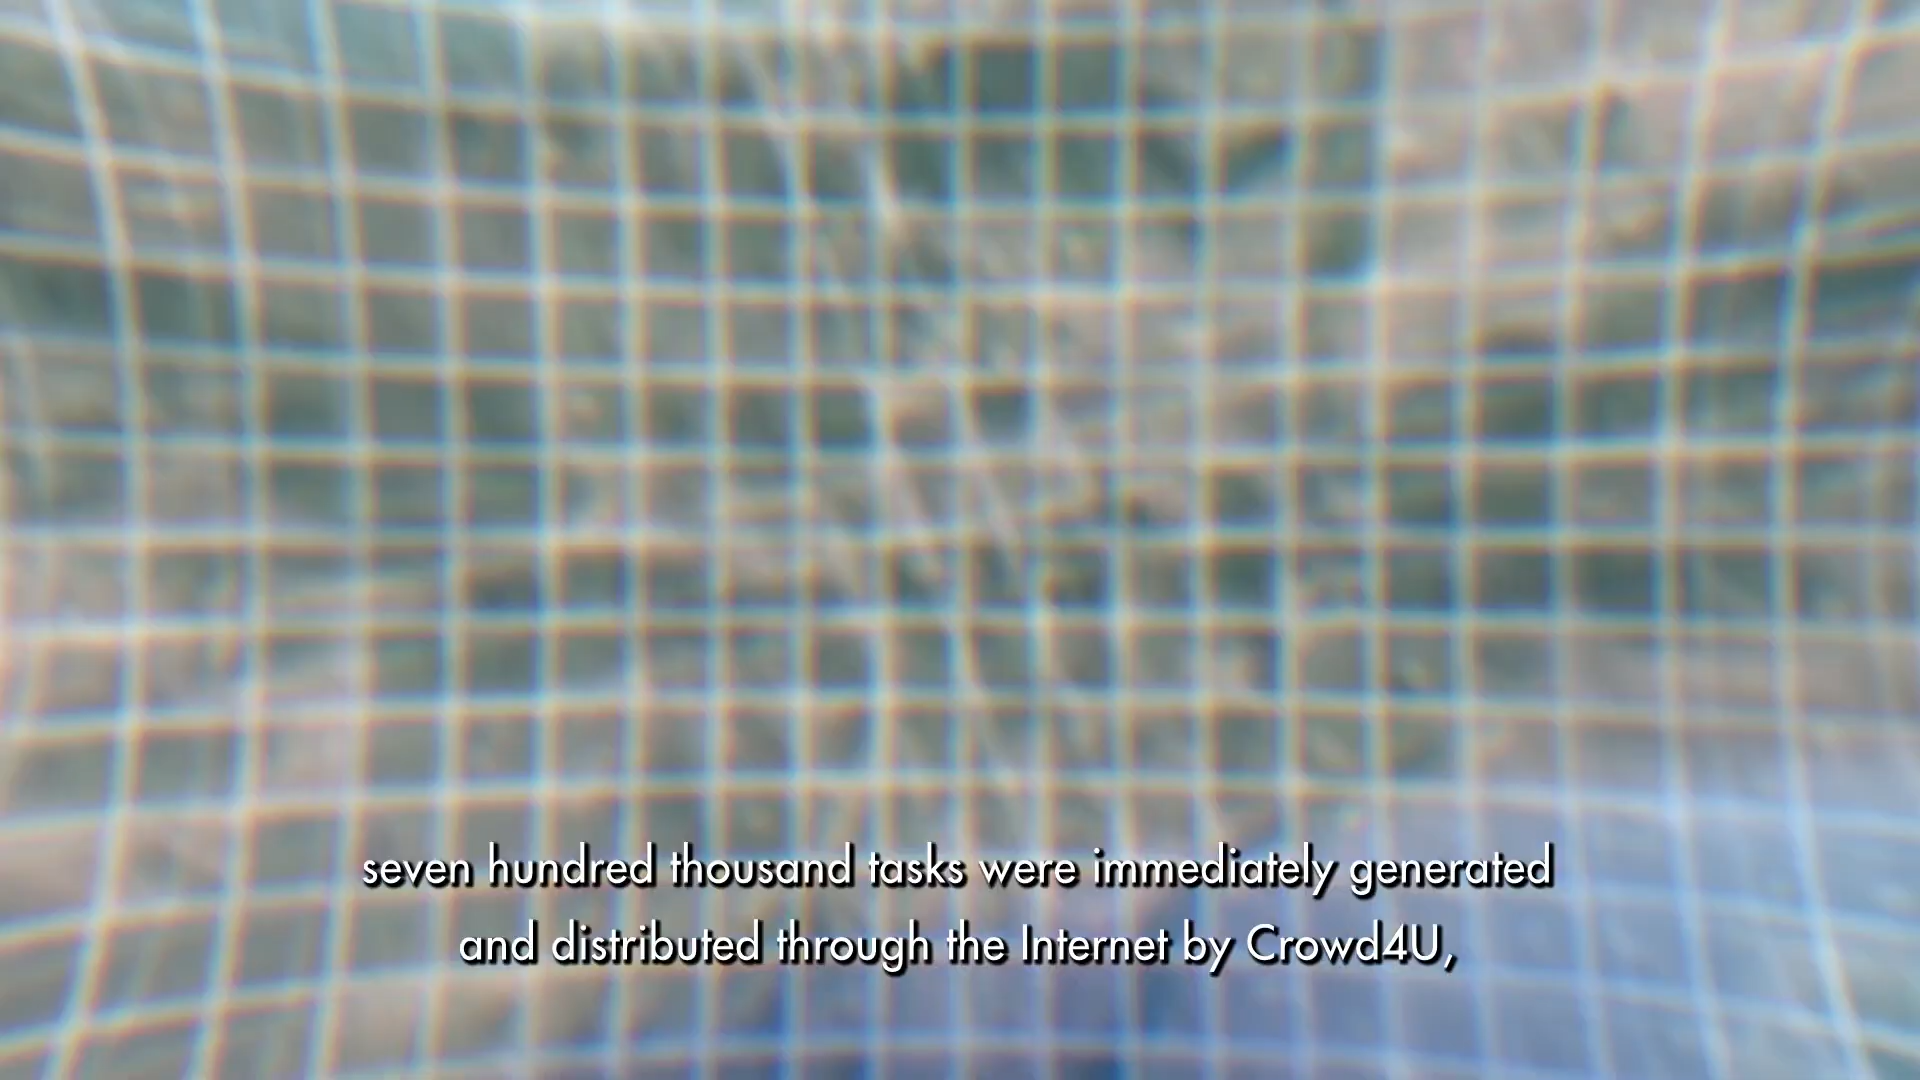 seven hundred thousand tasks were immediately generated
and distributed through the Internet by Crowd4U,